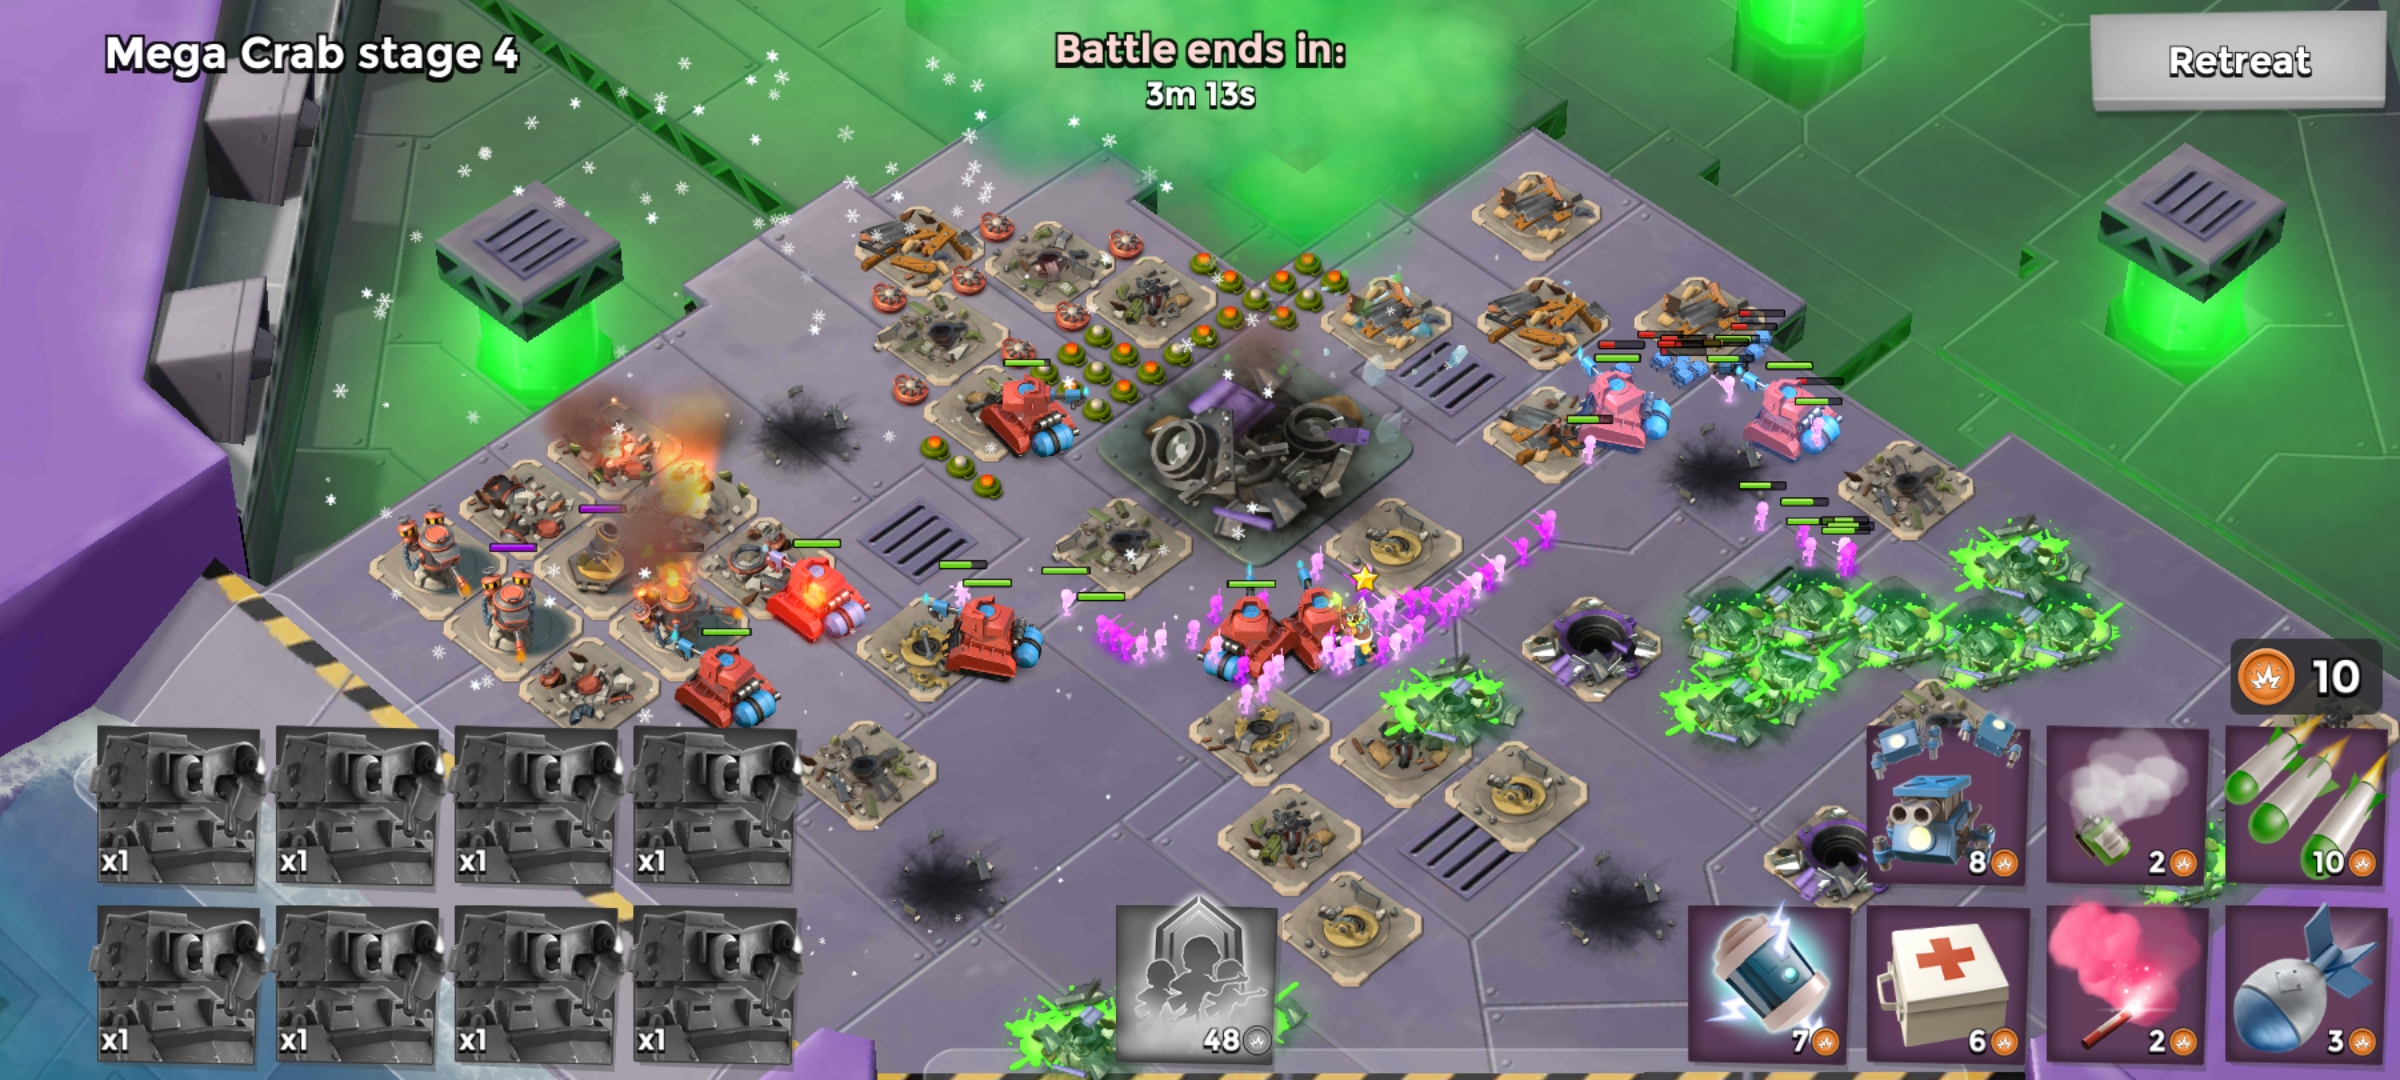 Mega Crab stage 4
Battle ends in:
3m 13s
Retreat
10
x1
x1
x1
x1
8
2
10
x1
x1
x1
x1
48
7
6
2
3